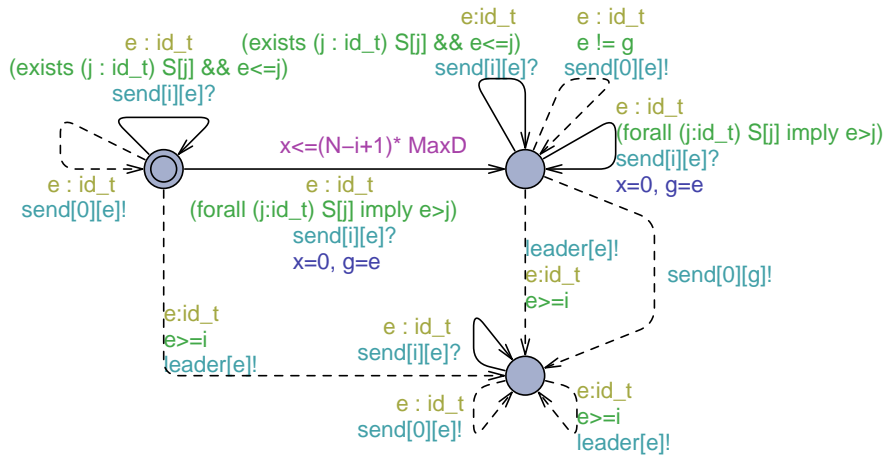 e : id_t
(exists (j : id_t) S[j] && e<=j)
send[i][e]?
e:id_t
(exists (j : id_t) S[j] && e<=j)
send[i][e]?
e : id_t
e != g
send[0][e]!
e : id_t
(forall (j:id_t) S[j] imply e>j)
send[i][e]?
x=0, g=e
x<=(N−i+1)* MaxD
e : id_t
send[0][e]!
e : id_t
(forall (j:id_t) S[j] imply e>j)
send[i][e]?
x=0, g=e
leader[e]!
e:id_t
e>=i
send[0][g]!
e:id_t
e>=i
leader[e]!
e : id_t
send[i][e]?
e : id_t
send[0][e]!
e:id_t
e>=i
leader[e]!